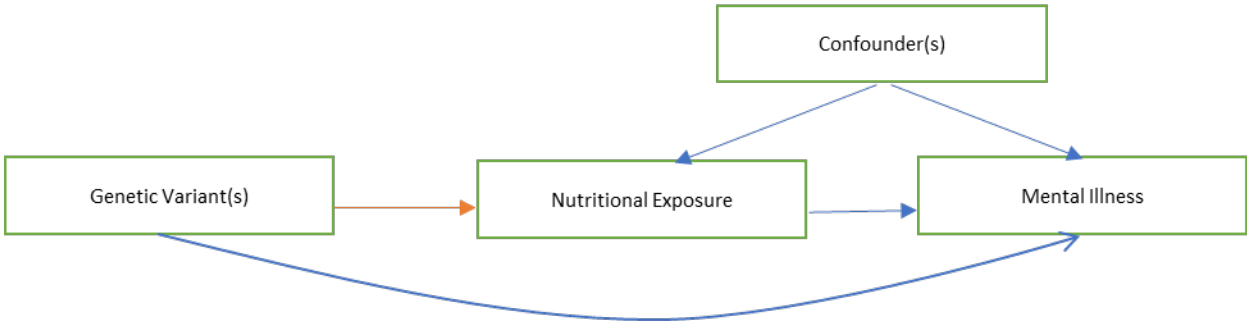 Confounder(s)
Genetic Variant(s)
Nutritional Exposure
Mental Illness